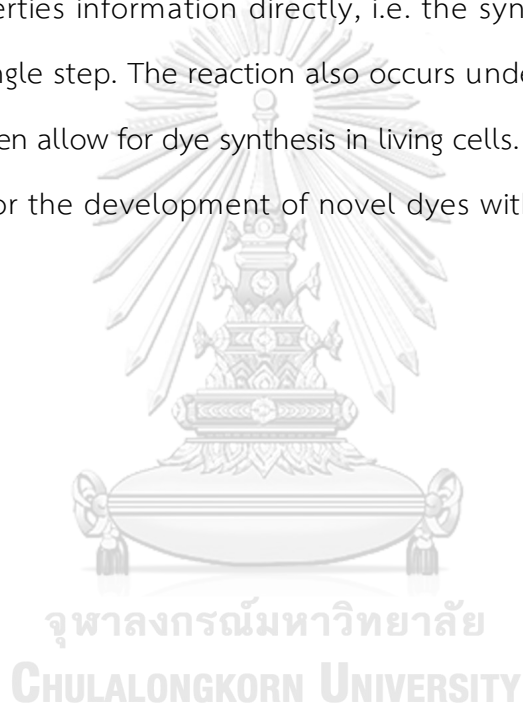 erties information directly, i.e. the syn
ngle step. The reaction also occurs unde
en allow for dye synthesis in living cells.
or the development of novel dyes with
จุฬาลงกรณ์มหาวิทยาลัย
CHULALONGKORN UNIVERSITY